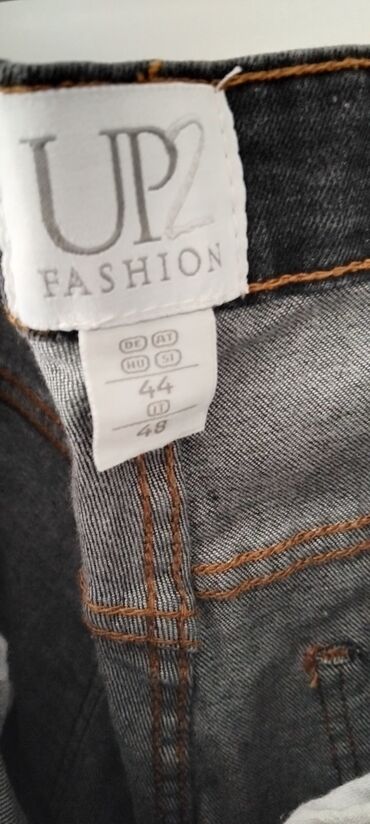 UP2
FASHION
DE AT
HU SI
44
IT
48